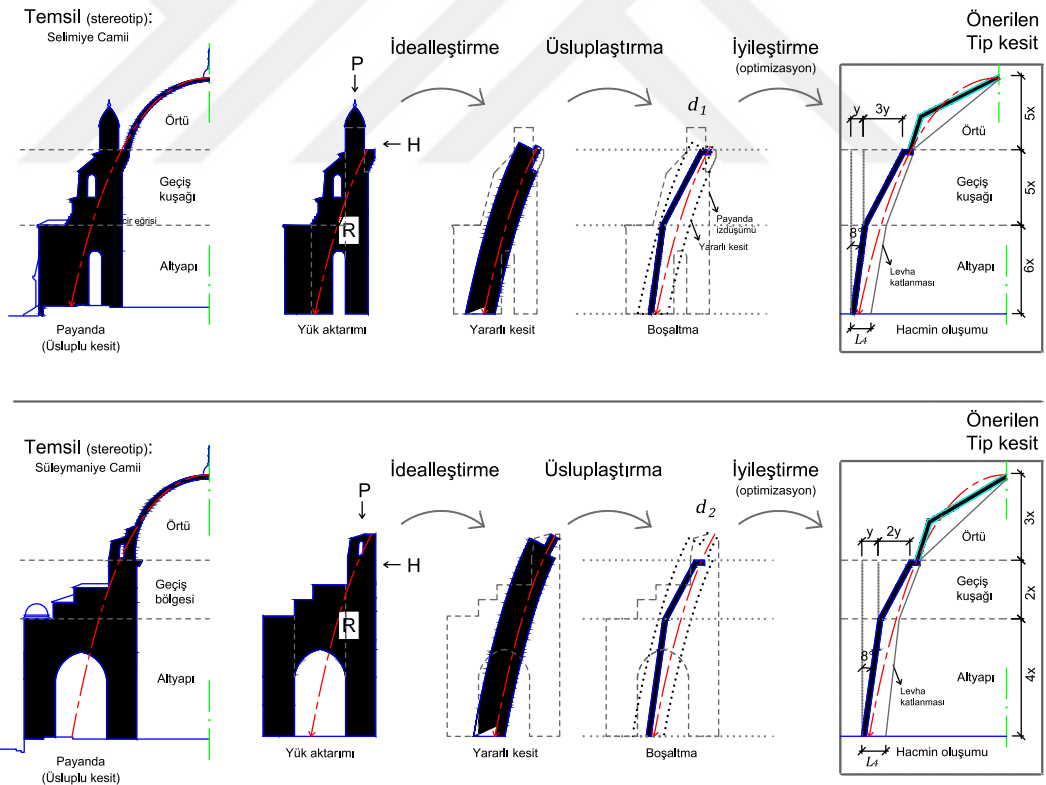 Temsil (stereotip):
Selimiye Camii
Örtü
Geçiş
kuşağı
cir eğrisi
Altyapı
Payanda
(Üsluplu kesit)
P
H
R
Yük aktarımı
İdealleştirme
Yararlı kesit
Üsluplaştırma
d1
Payanda
izdüşümü
Yararlı kesit
Boşaltma
İyileştirme
(optimizasyon)
Önerilen
Tip kesit
y 3y
Örtü
5x
Geçiş
kuşağı
5x
8°
Levha
katlanması
Altyapı
6x
L4
Hacmin oluşumu
Temsil (stereotip):
Süleymaniye Camii
Örtü
Geçiş
bölgesi
Altyapı
Payanda
(Üsluplu kesit)
P
H
R
Yük aktarımı
İdealleştirme
Yararlı kesit
Üsluplaştırma
d2
Boşaltma
İyileştirme
(optimizasyon)
Önerilen
Tip kesit
y 2y
Örtü
3x
Geçiş
kuşağı
2x
8°
Levha
katlanması
Altyapı
4x
L4
Hacmin oluşumu